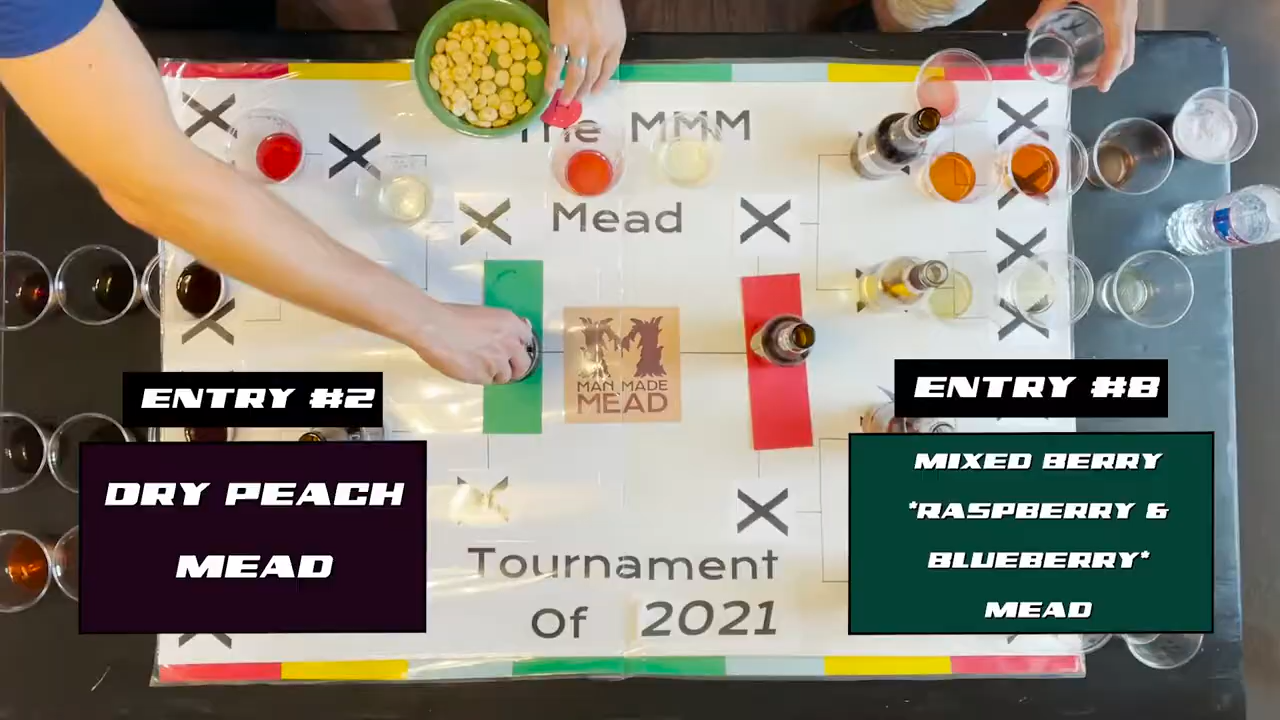 The MMM
Mead
MAN MADE
MEAD
ENTRY #2
DRY PEACH
MEAD
ENTRY #8
MIXED BERRY
*RASPBERRY &
BLUEBERRY*
MEAD
Tournament
Of 2021